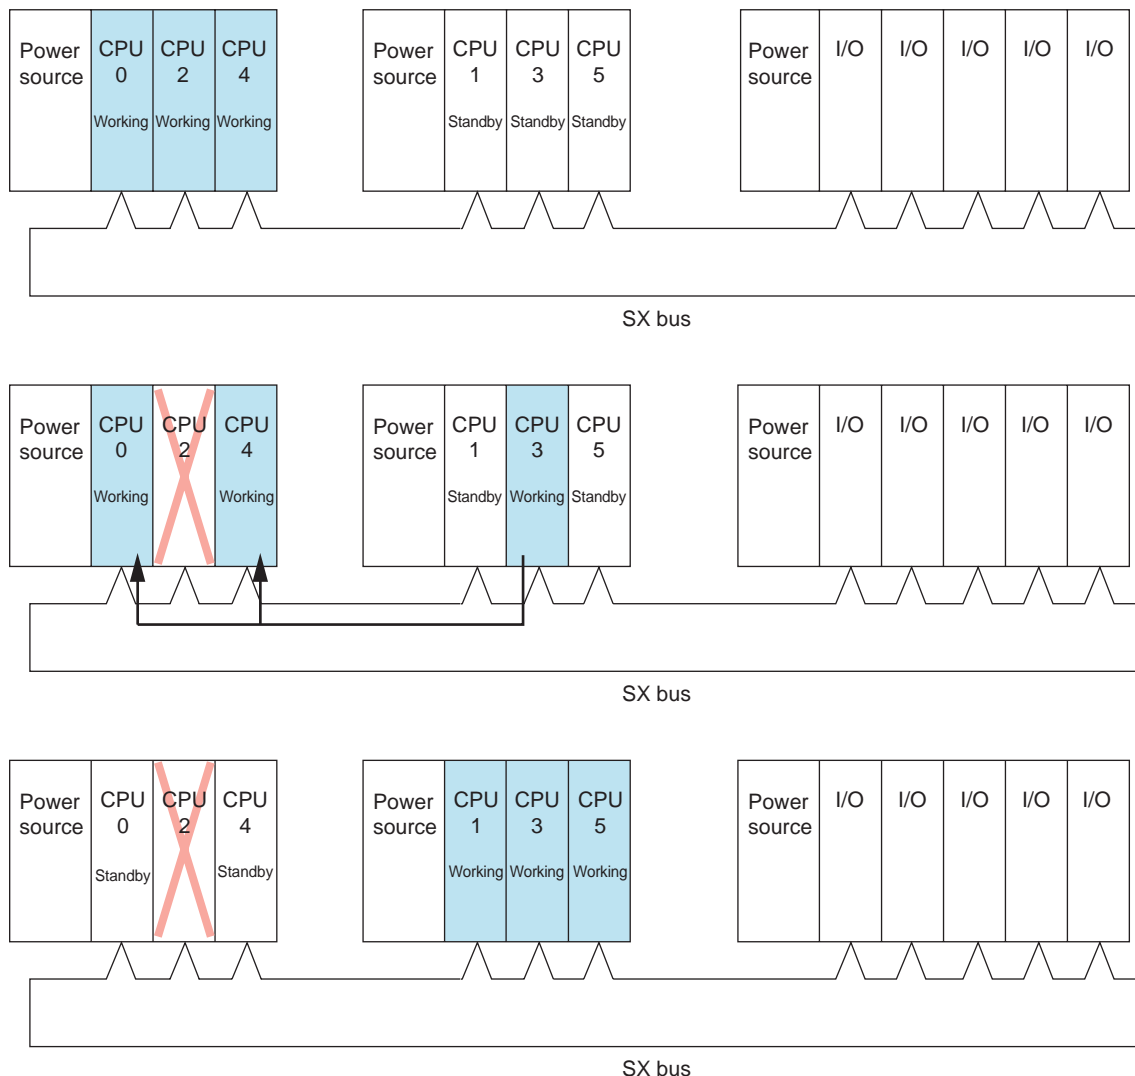 Power source
CPU 0
Working
CPU 2
Working
CPU 4
Working
Power source
CPU 1
Standby
CPU 3
Standby
CPU 5
Standby
Power source
I/O
I/O
I/O
I/O
I/O
SX bus
Power source
CPU 0
Working
CPU 2
CPU 4
Working
Power source
CPU 1
Standby
CPU 3
Working
CPU 5
Standby
Power source
I/O
I/O
I/O
I/O
I/O
SX bus
Power source
CPU 0
Standby
CPU 2
CPU 4
Standby
Power source
CPU 1
Working
CPU 3
Working
CPU 5
Working
Power source
I/O
I/O
I/O
I/O
I/O
SX bus